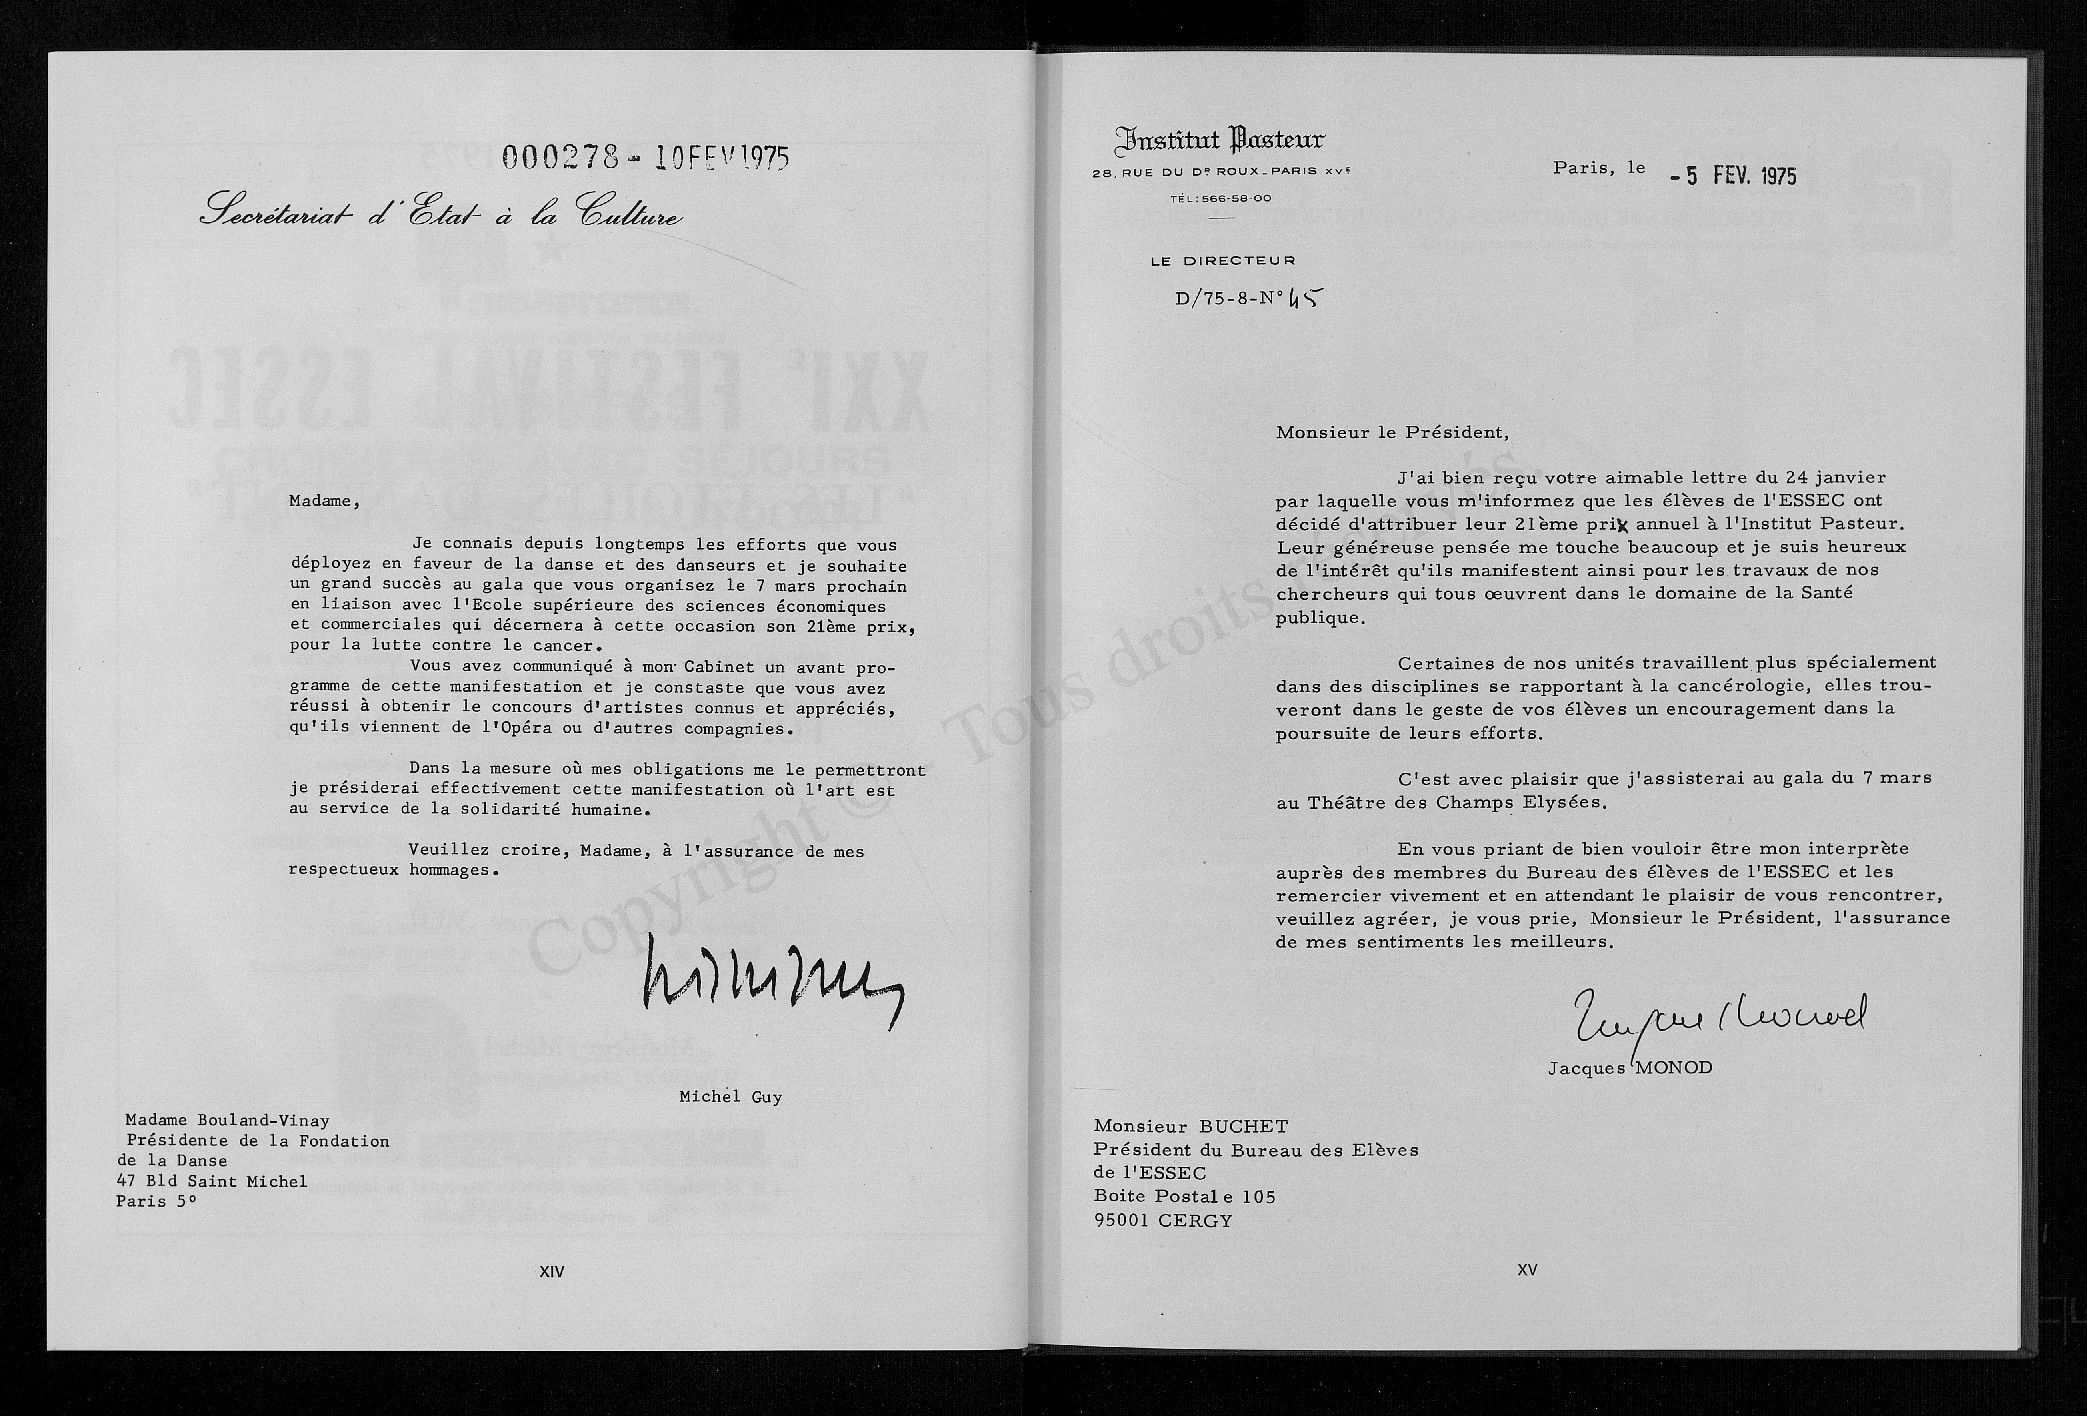 000278 - 10 FEV 1975
Secrétariat d'Etat à la Culture
Madame,
Je connais depuis longtemps les efforts que vous
déployez en faveur de la danse et des danseurs et je souhaite
un grand succès au gala que vous organisez le 7 mars prochain
en liaison avec l'Ecole supérieure des sciences économiques
et commerciales qui décernera à cette occasion son 21ème prix,
pour la lutte contre le cancer.
Vous avez communiqué à mon Cabinet un avant pro-
gramme de cette manifestation et je constaste que vous avez
réussi à obtenir le concours d'artistes connus et appréciés,
qu'ils viennent de l'Opéra ou d'autres compagnies.
Dans la mesure où mes obligations me le permettront
je présiderai effectivement cette manifestation où l'art est
au service de la solidarité humaine.
Veuillez croire, Madame, à l'assurance de mes
respectueux hommages.
Michel Guy
Madame Bouland-Vinay
Présidente de la Fondation
de la Danse
47 Bld Saint Michel
Paris 5°
XIV
Institut Pasteur
28, RUE DU Dr ROUX - PARIS XVe
TÉL : 566-58-00
Paris, le - 5 FEV. 1975
LE DIRECTEUR
D/75-8-N° 45
Monsieur le Président,
J'ai bien reçu votre aimable lettre du 24 janvier
par laquelle vous m'informez que les élèves de l'ESSEC ont
décidé d'attribuer leur 21ème prix annuel à l'Institut Pasteur.
Leur généreuse pensée me touche beaucoup et je suis heureux
de l'intérêt qu'ils manifestent ainsi pour les travaux de nos
chercheurs qui tous œuvrent dans le domaine de la Santé
publique.
Certaines de nos unités travaillent plus spécialement
dans des disciplines se rapportant à la cancérologie, elles trou-
veront dans le geste de vos élèves un encouragement dans la
poursuite de leurs efforts.
C'est avec plaisir que j'assisterai au gala du 7 mars
au Théâtre des Champs Elysées.
En vous priant de bien vouloir être mon interprète
auprès des membres du Bureau des élèves de l'ESSEC et les
remercier vivement et en attendant le plaisir de vous rencontrer,
veuillez agréer, je vous prie, Monsieur le Président, l'assurance
de mes sentiments les meilleurs.
Jacques Monod
Jacques MONOD
Monsieur BUCHET
Président du Bureau des Elèves
de l'ESSEC
Boite Postale 105
95001 CERGY
XV
Copyright © - Tous droits réservés.